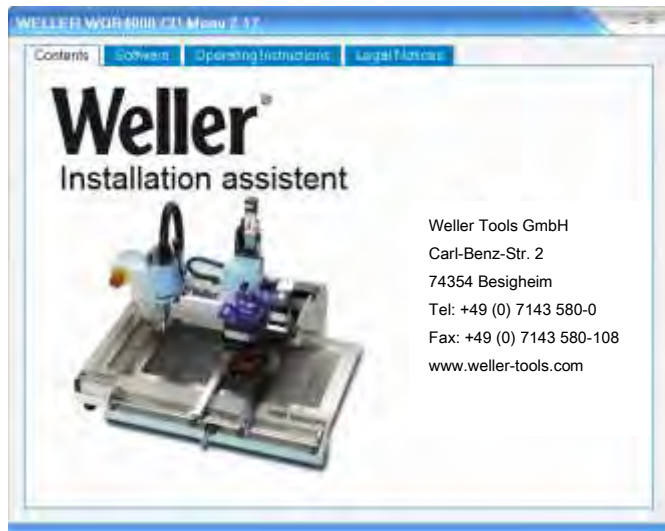 WELLER WQB4000 CD Menu 2.17
Contents Software Operating Instructions Legal Notices
Weller®
Installation assistent
Weller Tools GmbH
Carl-Benz-Str. 2
74354 Besigheim
Tel: +49 (0) 7143 580-0
Fax: +49 (0) 7143 580-108
www.weller-tools.com